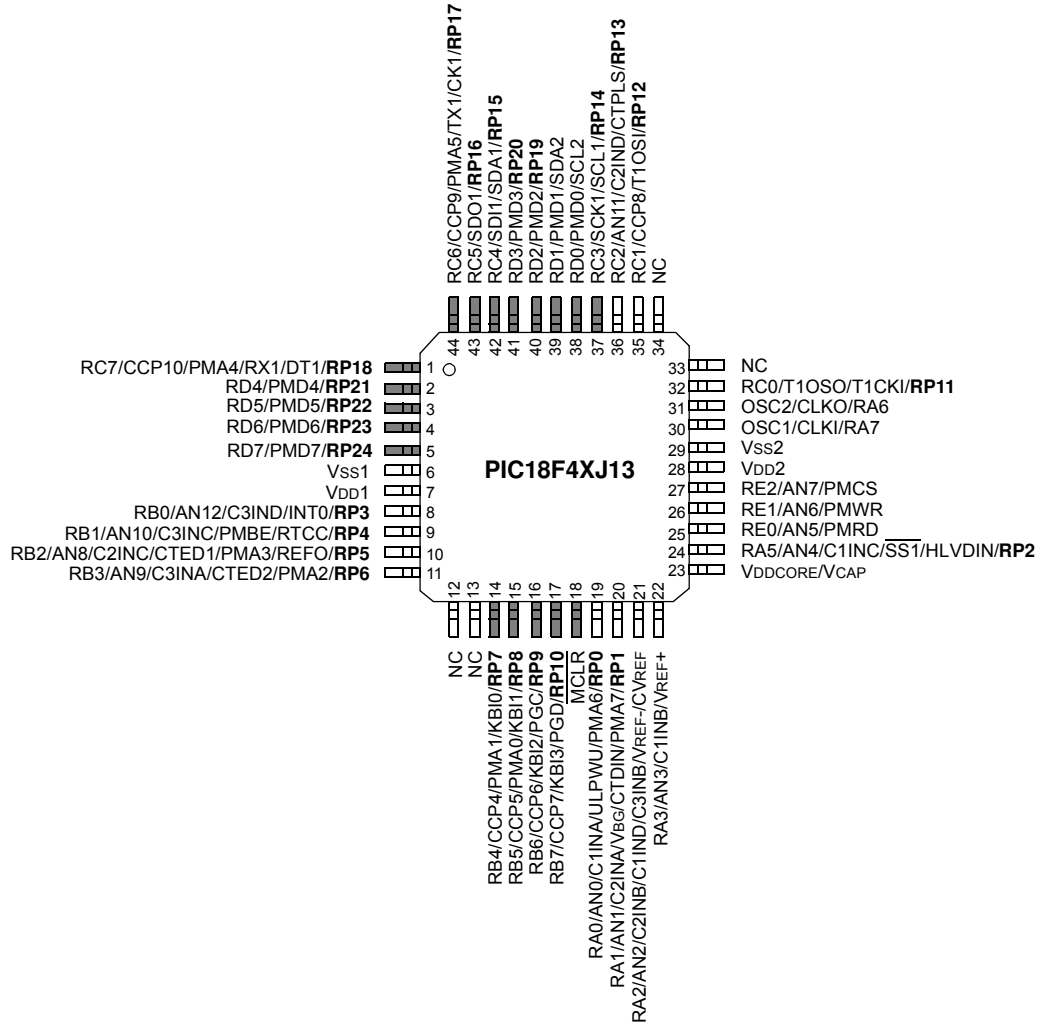 RC6/CCP9/PMA5/TX1/CK1/RP17
RC5/SDO1/RP16
RC4/SDI1/SDA1/RP15
RD3/PMD3/RP20
RD2/PMD2/RP19
RD1/PMD1/SDA2
RD0/PMD0/SCL2
RC3/SCK1/SCL1/RP14
RC2/AN11/C2IND/CTPLS/RP13
RC1/CCP8/T1OSI/RP12
NC
44 43 42 41 40 39 38 37 36 35 34
RC7/CCP10/PMA4/RX1/DT1/RP18 1
RD4/PMD4/RP21 2
RD5/PMD5/RP22 3
RD6/PMD6/RP23 4
RD7/PMD7/RP24 5
VSS1 6
VDD1 7
RB0/AN12/C3IND/INT0/RP3 8
RB1/AN10/C3INC/PMBE/RTCC/RP4 9
RB2/AN8/C2INC/CTED1/PMA3/REFO/RP5 10
RB3/AN9/C3INA/CTED2/PMA2/RP6 11
PIC18F4XJ13
33 NC
32 RC0/T1OSO/T1CKI/RP11
31 OSC2/CLKO/RA6
30 OSC1/CLKI/RA7
29 VSS2
28 VDD2
27 RE2/AN7/PMCS
26 RE1/AN6/PMWR
25 RE0/AN5/PMRD
24 RA5/AN4/C1INC/SS1/HLVDIN/RP2
23 VDDCORE/VCAP
12 13 14 15 16 17 18 19 20 21 22
NC
NC
RB4/CCP4/PMA1/KBI0/RP7
RB5/CCP5/PMA0/KBI1/RP8
RB6/CCP6/KBI2/PGC/RP9
RB7/CCP7/KBI3/PGD/RP10
MCLR
RA0/AN0/C1INA/ULPWU/PMA6/RP0
RA1/AN1/C2INA/VBG/CTDIN/PMA7/RP1
RA2/AN2/C2INB/C1IND/C3INB/VREF-/CVREF
RA3/AN3/C1INB/VREF+